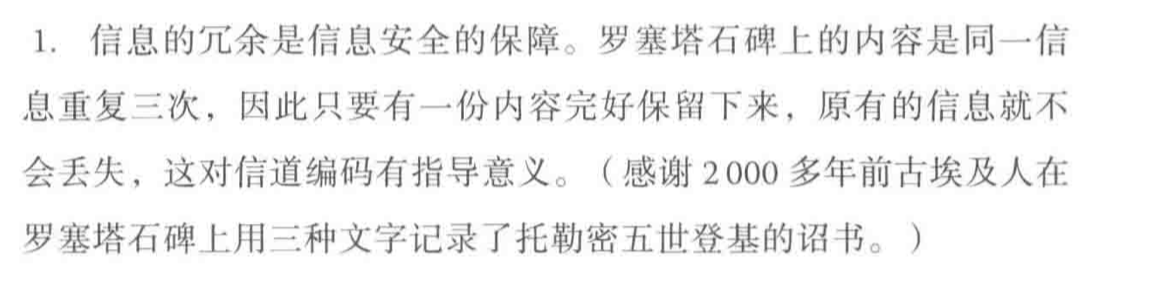 1. 信息的冗余是信息安全的保障。罗塞塔石碑上的内容是同一信
息重复三次，因此只要有一份内容完好保留下来，原有的信息就不
会丢失，这对信道编码有指导意义。（感谢 2000 多年前古埃及人在
罗塞塔石碑上用三种文字记录了托勒密五世登基的诏书。）